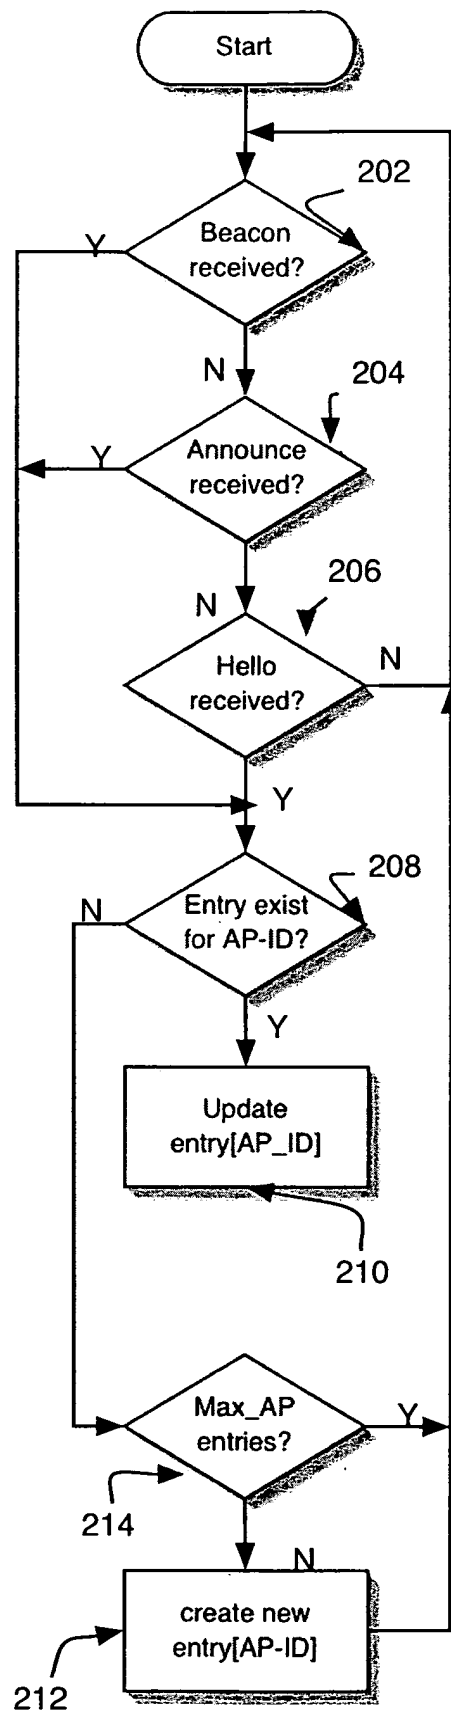 Start
202
Beacon
received?
Y
N
204
Announce
received?
Y
206
N
Hello
received?
N
Y
208
Entry exist
for AP-ID?
N
Y
Update
entry[AP_ID]
210
Max_AP
entries?
Y
214
N
create new
entry[AP-ID]
212